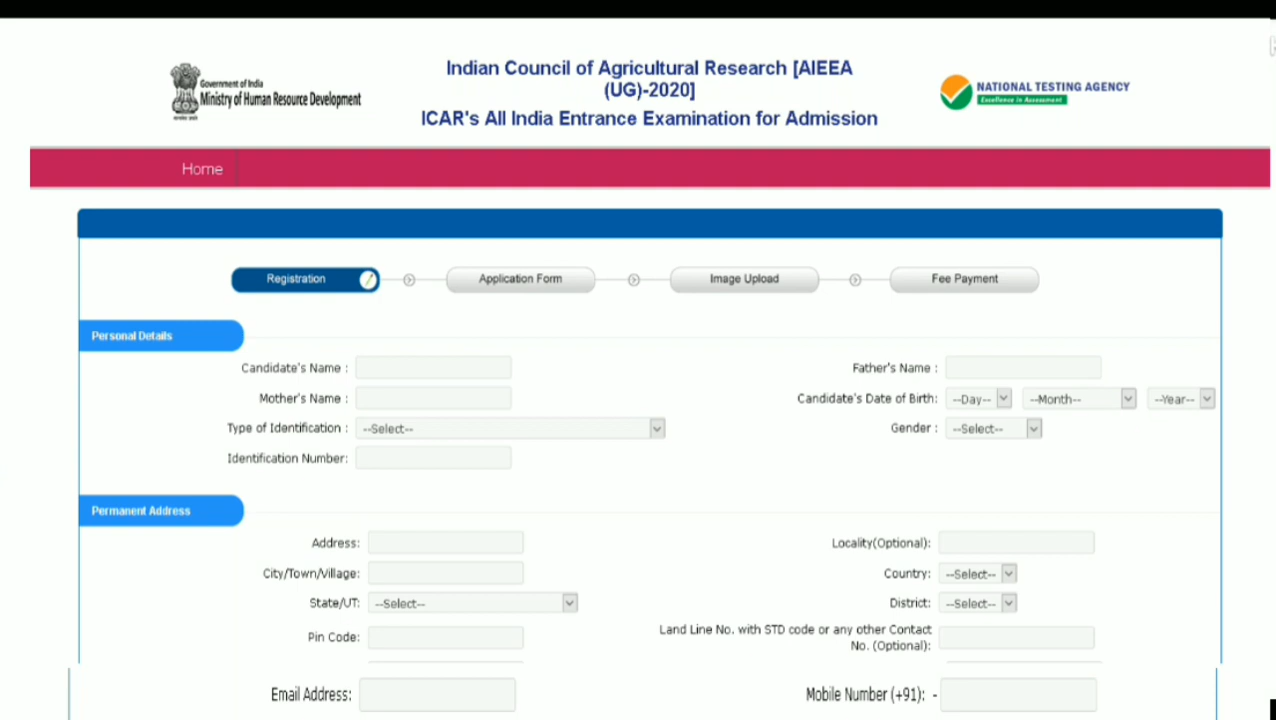 Government of India
Ministry of Human Resource Development
Indian Council of Agricultural Research [AIEEA
(UG)-2020]
ICAR's All India Entrance Examination for Admission
NATIONAL TESTING AGENCY
Excellence in Assessment
Home
Registration
Application Form
Image Upload
Fee Payment
Personal Details
Candidate's Name :
Father's Name :
Mother's Name :
Candidate's Date of Birth: --Day-- --Month-- --Year--
Type of Identification : --Select--
Gender : --Select--
Identification Number:
Permanent Address
Address:
Locality(Optional):
City/Town/Village:
Country: --Select--
State/UT: --Select--
District: --Select--
Pin Code:
Land Line No. with STD code or any other Contact
No. (Optional):
Email Address:
Mobile Number (+91): -